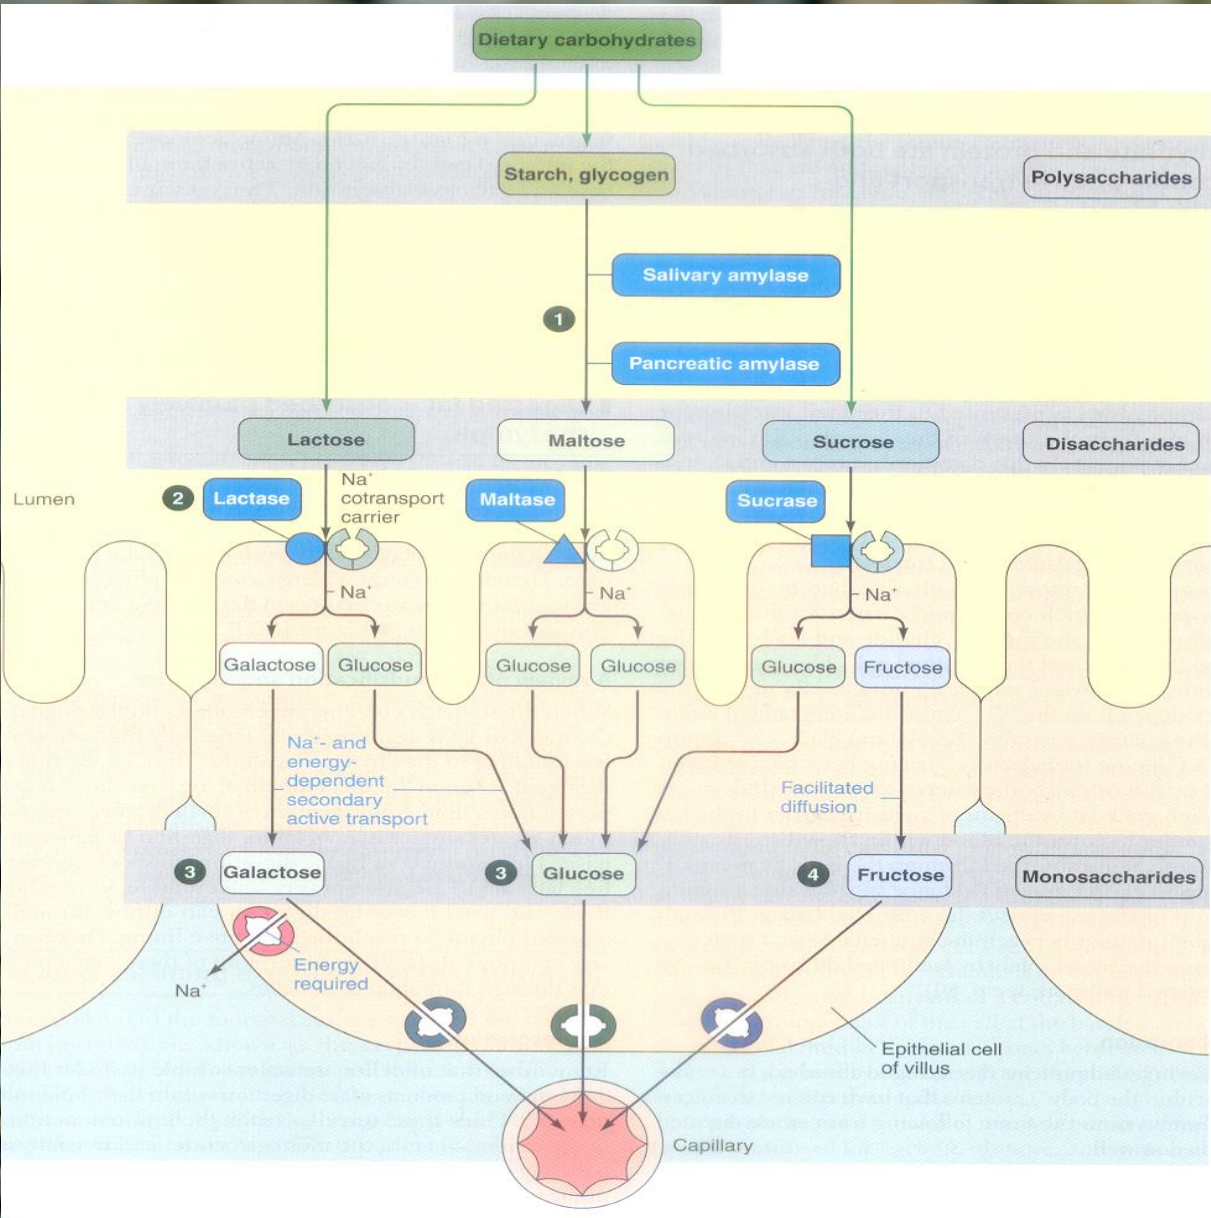 Dietary carbohydrates
Starch, glycogen
Polysaccharides
Salivary amylase
1
Pancreatic amylase
Lactose
Maltose
Sucrose
Disaccharides
Lumen
2
Lactase
Na⁺
cotransport
carrier
Maltase
Sucrase
Na⁺
Na⁺
Na⁺
Galactose
Glucose
Glucose
Glucose
Glucose
Fructose
Na⁺- and
energy-
dependent
secondary
active transport
Facilitated
diffusion
3
Galactose
3
Glucose
4
Fructose
Monosaccharides
Na⁺
Energy
required
Epithelial cell
of villus
Capillary